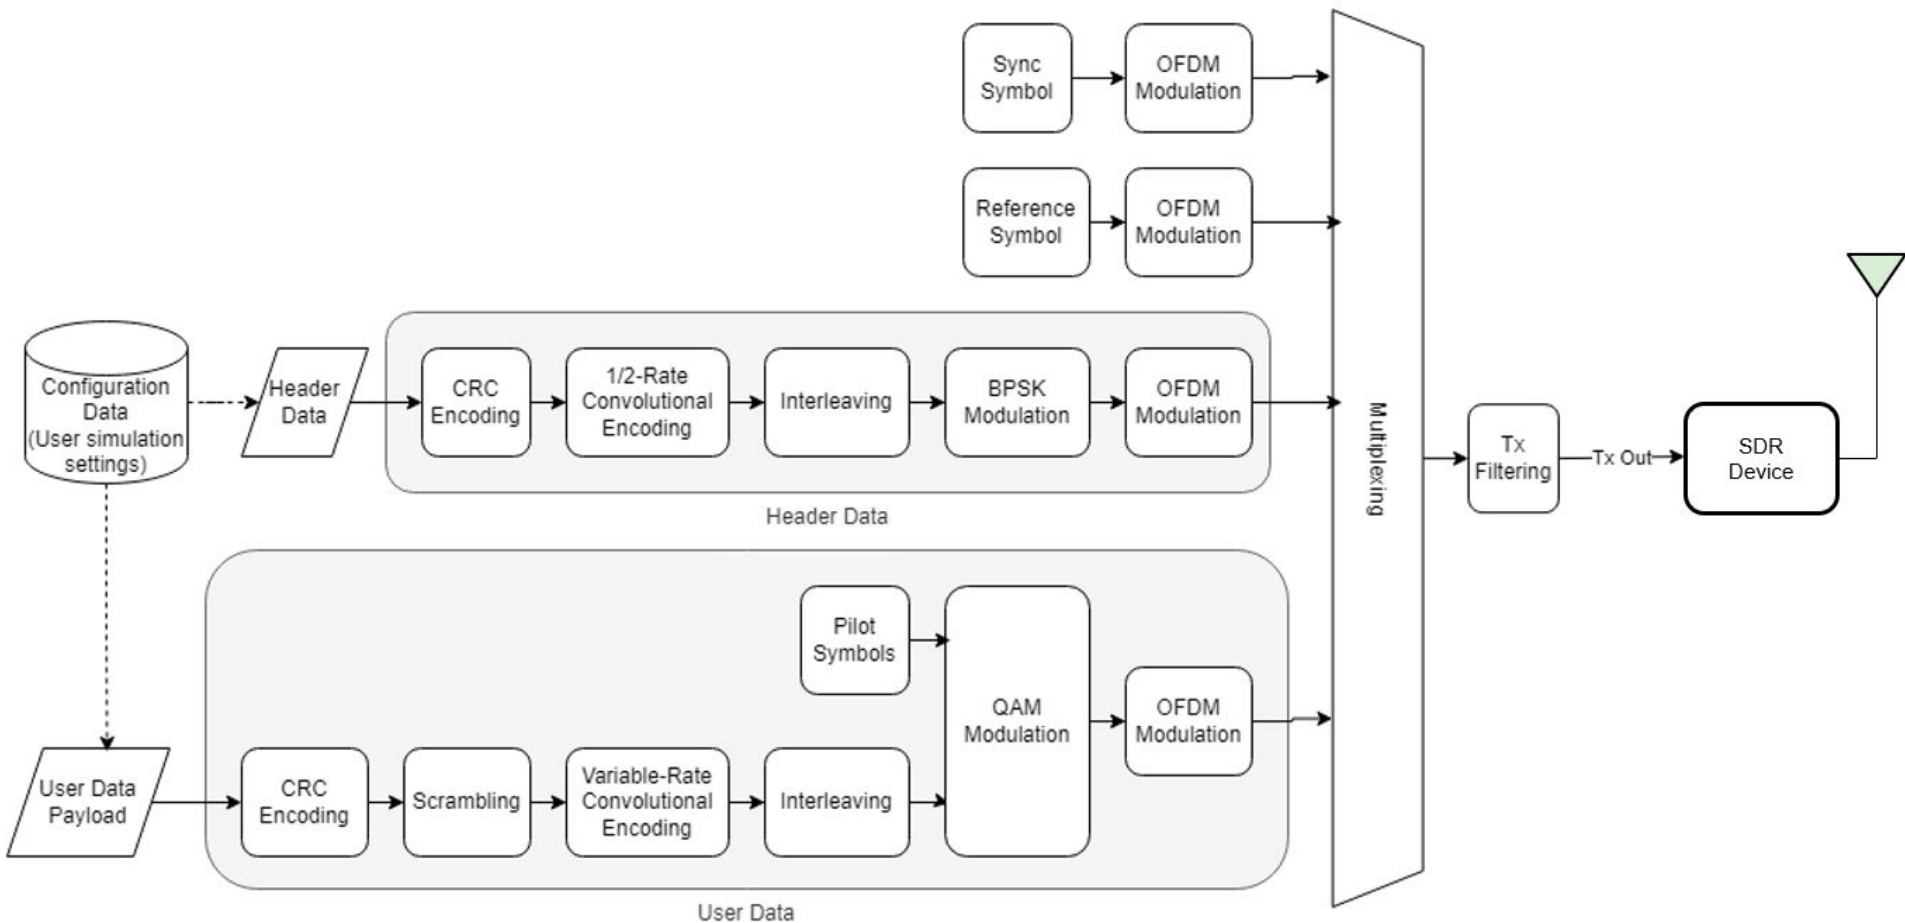 Sync
Symbol
OFDM
Modulation
Reference
Symbol
OFDM
Modulation
Configuration
Data
(User simulation
settings)
Header
Data
CRC
Encoding
1/2-Rate
Convolutional
Encoding
Interleaving
BPSK
Modulation
OFDM
Modulation
Header Data
Multiplexing
Tx
Filtering
Tx Out
SDR
Device
Pilot
Symbols
QAM
Modulation
OFDM
Modulation
User Data
Payload
CRC
Encoding
Scrambling
Variable-Rate
Convolutional
Encoding
Interleaving
User Data